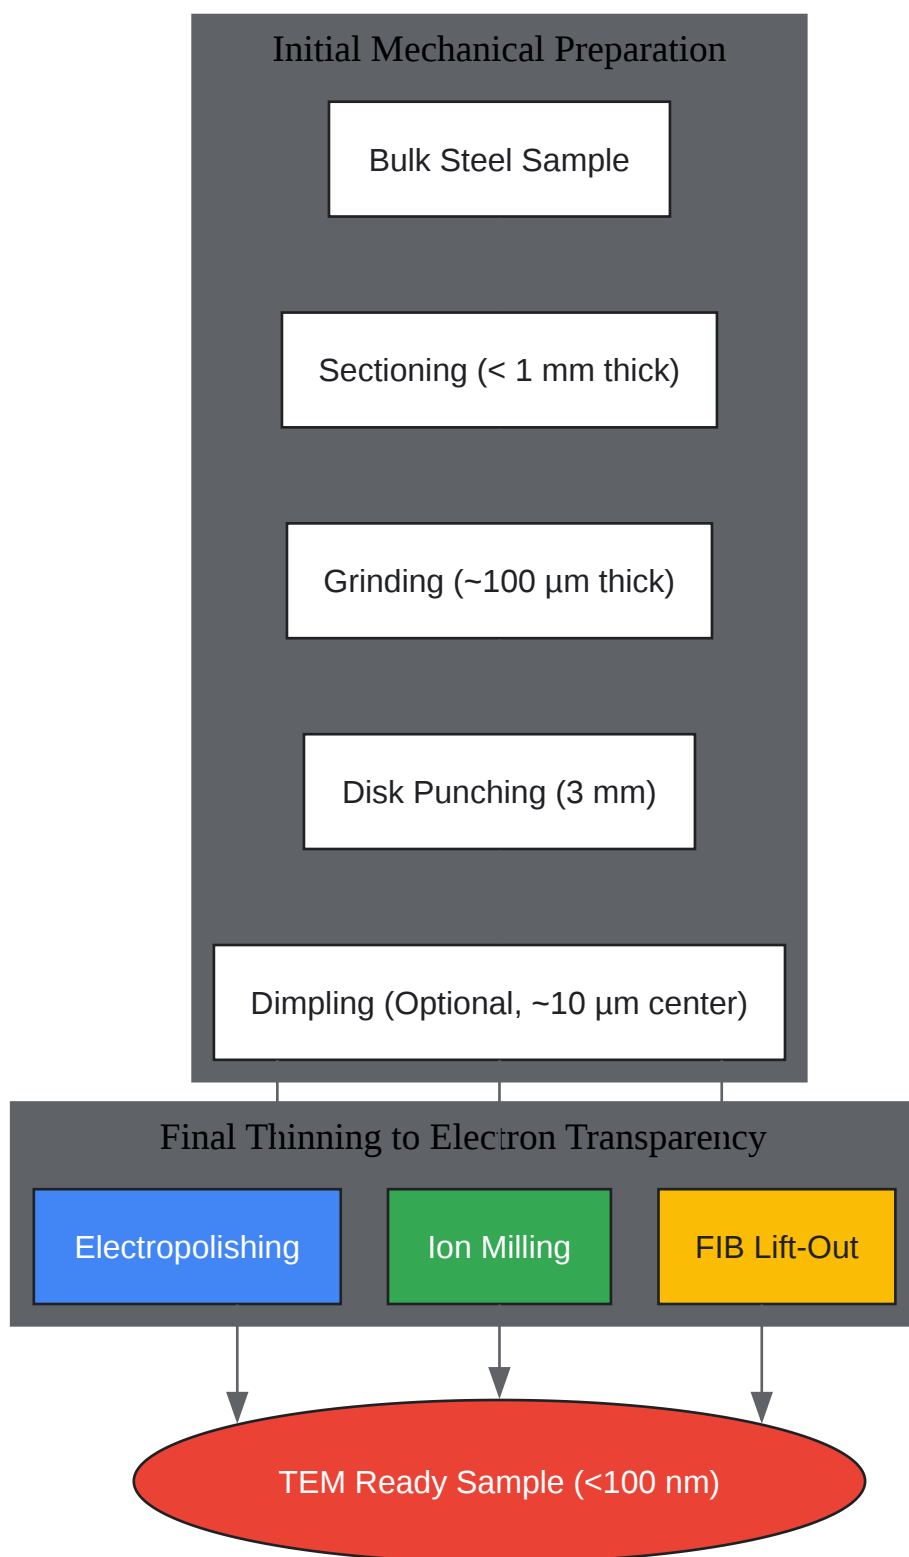 Initial Mechanical Preparation
Bulk Steel Sample
Sectioning (< 1 mm thick)
Grinding (~100 µm thick)
Disk Punching (3 mm)
Dimpling (Optional, ~10 µm center)
Final Thinning to Electron Transparency
Electropolishing
Ion Milling
FIB Lift-Out
TEM Ready Sample (<100 nm)